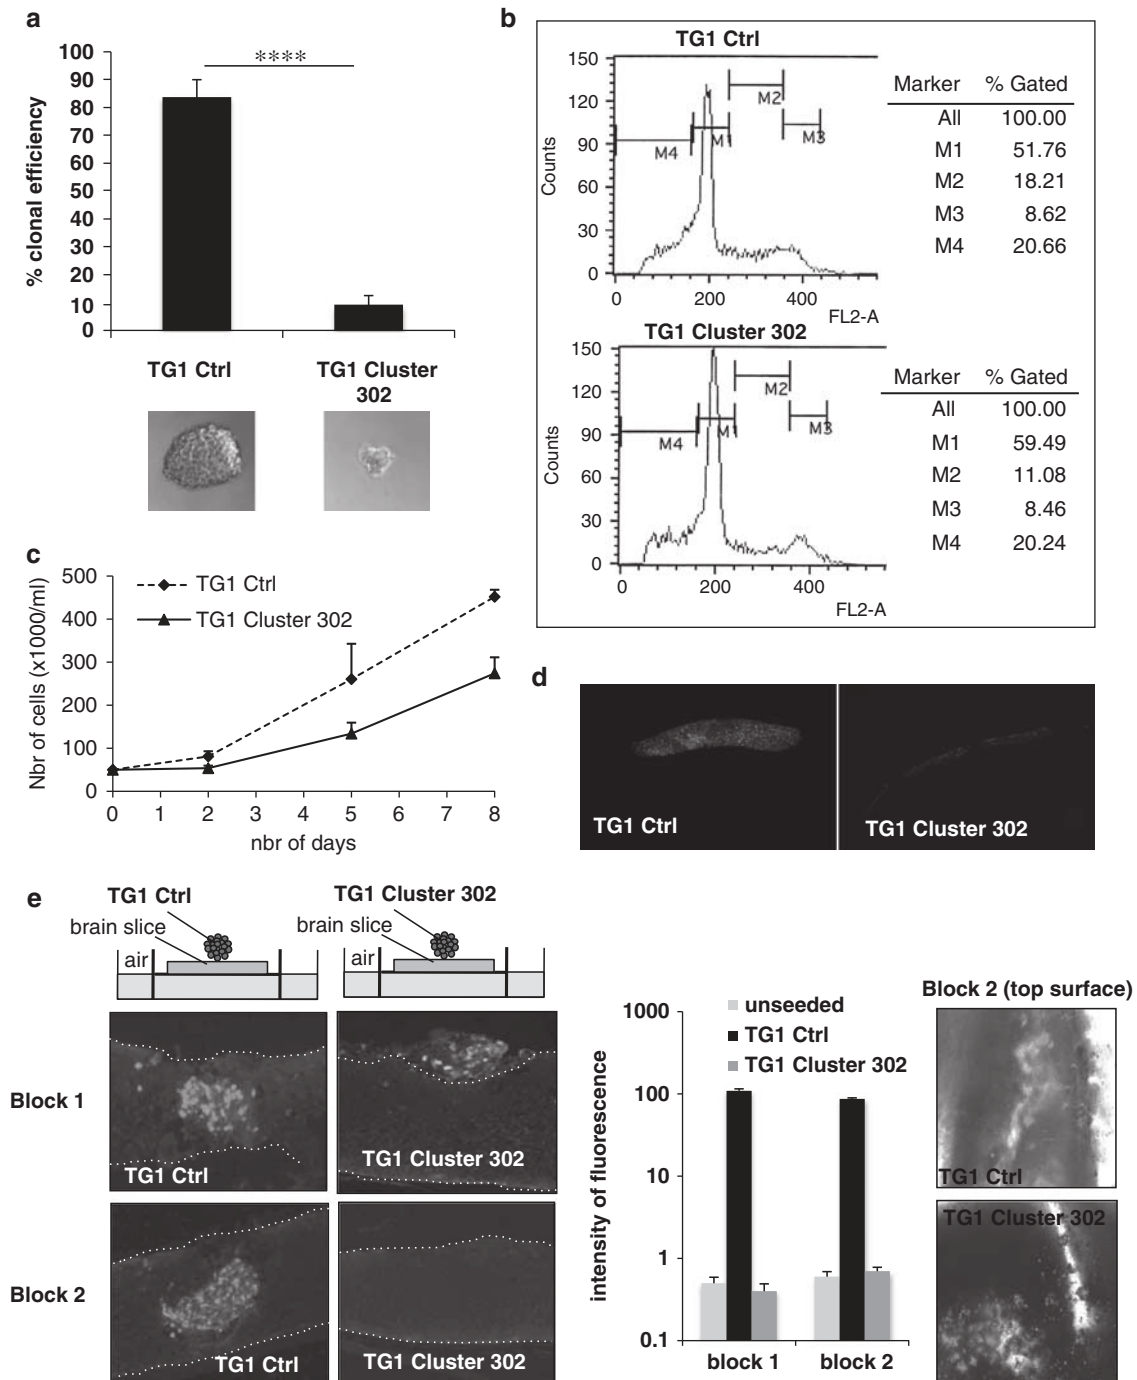 a
100
90
80
70
60
50
40
30
20
10
0
% clonal efficiency
****
TG1 Ctrl
TG1 Cluster
302
b
TG1 Ctrl
150
120
90
60
30
0
Counts
M1
M2
M3
M4
0 200 400
FL2-A
Marker % Gated
All 100.00
M1 51.76
M2 18.21
M3 8.62
M4 20.66
TG1 Cluster 302
150
120
90
60
30
0
Counts
M1
M2
M3
M4
0 200 400
FL2-A
Marker % Gated
All 100.00
M1 59.49
M2 11.08
M3 8.46
M4 20.24
c
500
400
300
200
100
0
Nbr of cells (x1000/ml)
TG1 Ctrl
TG1 Cluster 302
0 1 2 3 4 5 6 7 8
nbr of days
d
TG1 Ctrl
TG1 Cluster 302
e
TG1 Ctrl
brain slice
air
TG1 Cluster 302
brain slice
air
Block 1
TG1 Ctrl
TG1 Cluster 302
Block 2
TG1 Ctrl
TG1 Cluster 302
1000
100
10
1
0.1
intensity of fluorescence
unseeded
TG1 Ctrl
TG1 Cluster 302
block 1 block 2
Block 2 (top surface)
TG1 Ctrl
TG1 Cluster 302